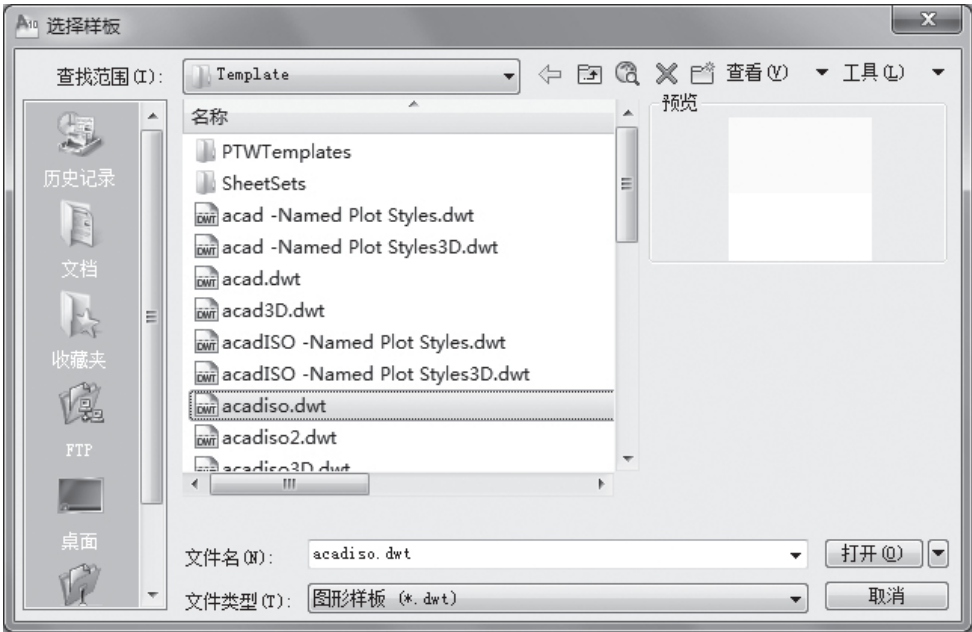 选择样板
查找范围(I):
Template
查看(V)
工具(L)
历史记录
文档
收藏夹
FTP
桌面
名称
PTWTemplates
SheetSets
acad -Named Plot Styles.dwt
acad -Named Plot Styles3D.dwt
acad.dwt
acad3D.dwt
acadISO -Named Plot Styles.dwt
acadISO -Named Plot Styles3D.dwt
acadiso.dwt
acadiso2.dwt
acadiso3D.dwt
预览
文件名(N):
acadiso.dwt
打开(O)
文件类型(T):
图形样板 (*.dwt)
取消